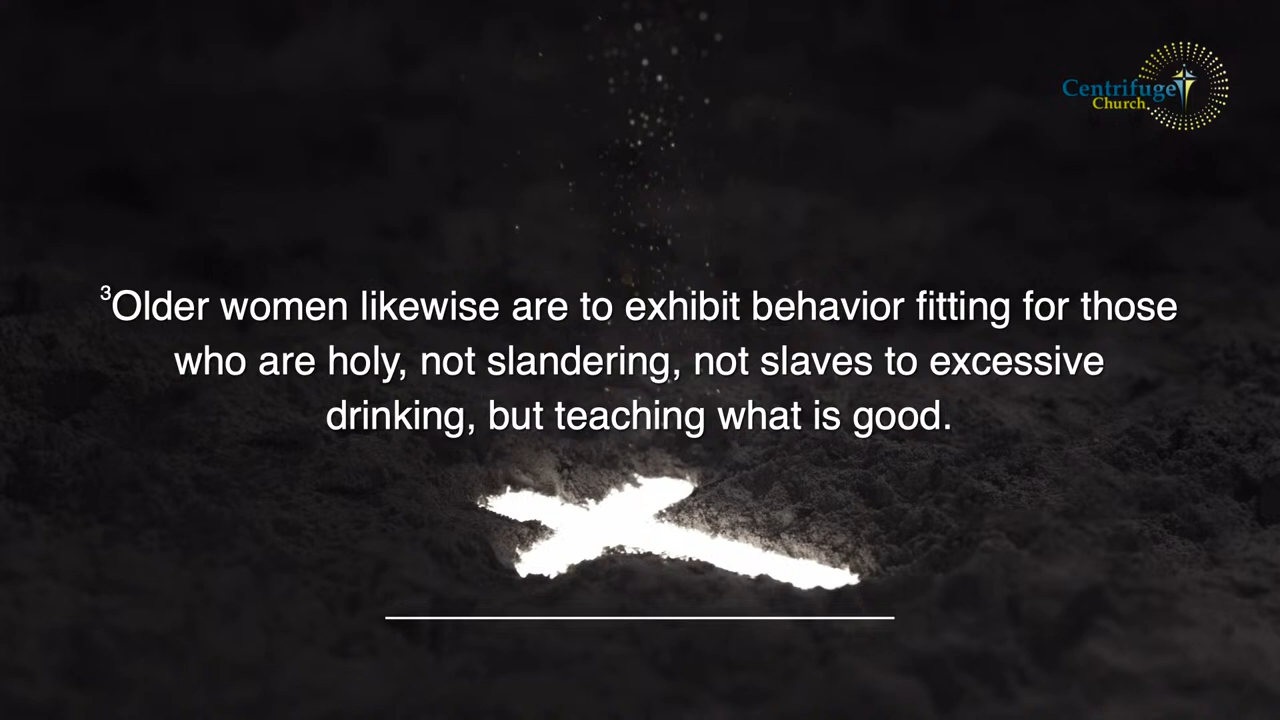 Centrifuge
Church
³Older women likewise are to exhibit behavior fitting for those
who are holy, not slandering, not slaves to excessive
drinking, but teaching what is good.